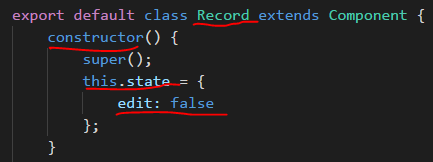 export default class Record extends Component {
constructor() {
super();
this.state = {
edit: false
};
}